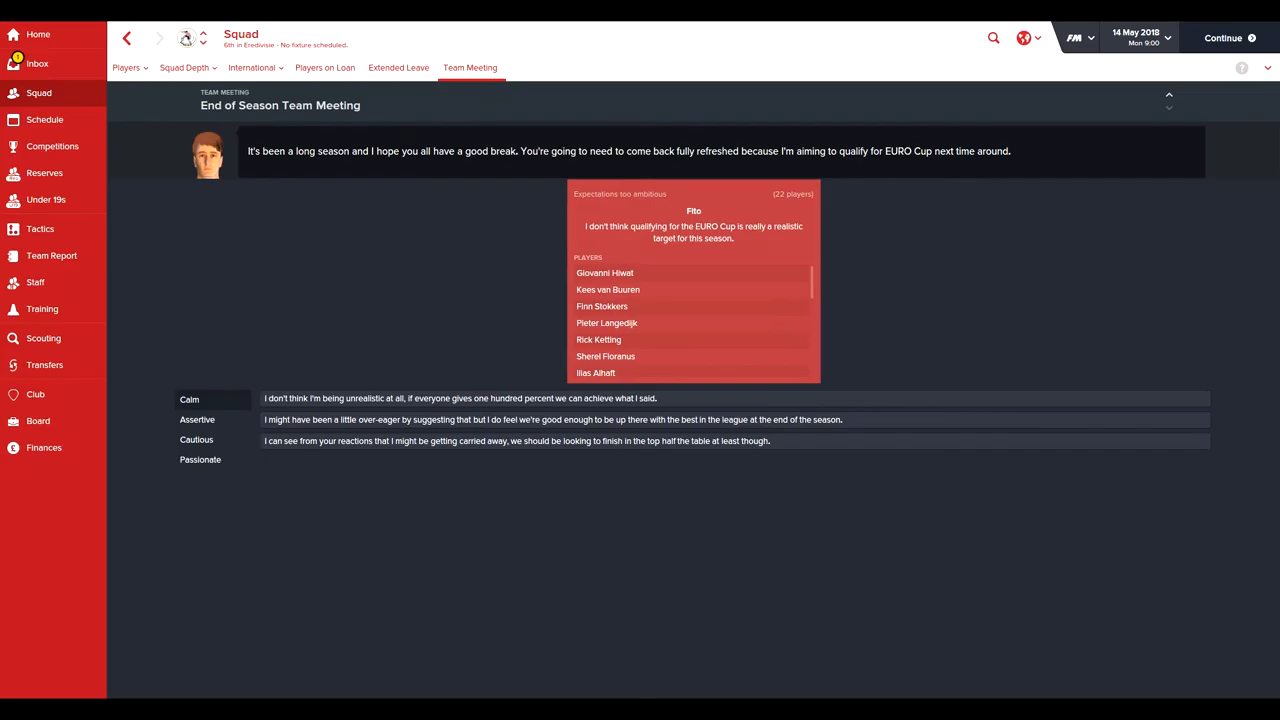 Home
Inbox
1
Squad
Schedule
Competitions
Reserves
Under 19s
Tactics
Team Report
Staff
Training
Scouting
Transfers
Club
Board
Finances
Squad
6th in Eredivisie - No fixture scheduled.
FM
14 May 2018
Mon 9:00
Continue
Players
Squad Depth
International
Players on Loan
Extended Leave
Team Meeting
?
TEAM MEETING
End of Season Team Meeting
It's been a long season and I hope you all have a good break. You're going to need to come back fully refreshed because I'm aiming to qualify for EURO Cup next time around.
Expectations too ambitious (22 players)
Fito
I don't think qualifying for the EURO Cup is really a realistic
target for this season.
PLAYERS
Giovanni Hiwat
Kees van Buuren
Finn Stokkers
Pieter Langedijk
Rick Ketting
Sherel Floranus
Ilias Alhaft
Calm
Assertive
Cautious
Passionate
I don't think I'm being unrealistic at all, if everyone gives one hundred percent we can achieve what I said.
I might have been a little over-eager by suggesting that but I do feel we're good enough to be up there with the best in the league at the end of the season.
I can see from your reactions that I might be getting carried away, we should be looking to finish in the top half the table at least though.